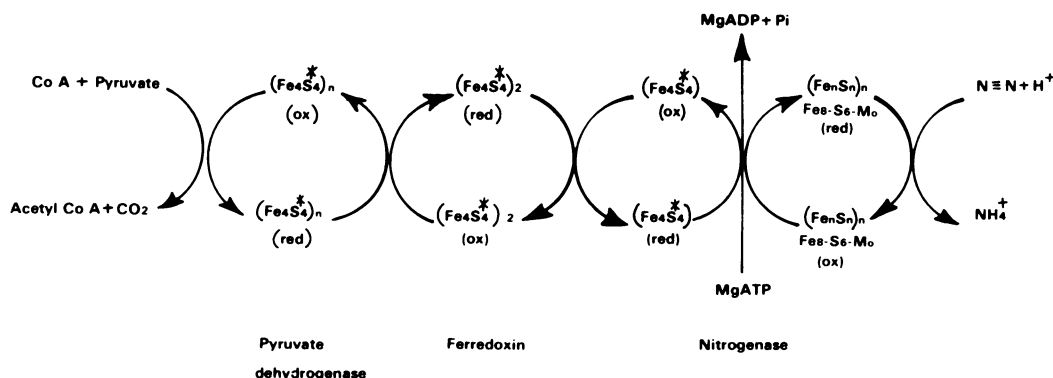 MgADP + Pi
Co A + Pyruvate
(Fe4S4*)n
(ox)
(Fe4S4*)2
(red)
(Fe4S4*)
(ox)
(FenSn)n
Fe8-S6-Mo
(red)
N≡N + H+
Acetyl Co A + CO2
(Fe4S4*)n
(red)
(Fe4S4*)2
(ox)
(Fe4S4*)
(red)
(FenSn)n
Fe8-S6-Mo
(ox)
NH4+
MgATP
Pyruvate
dehydrogenase
Ferredoxin
Nitrogenase